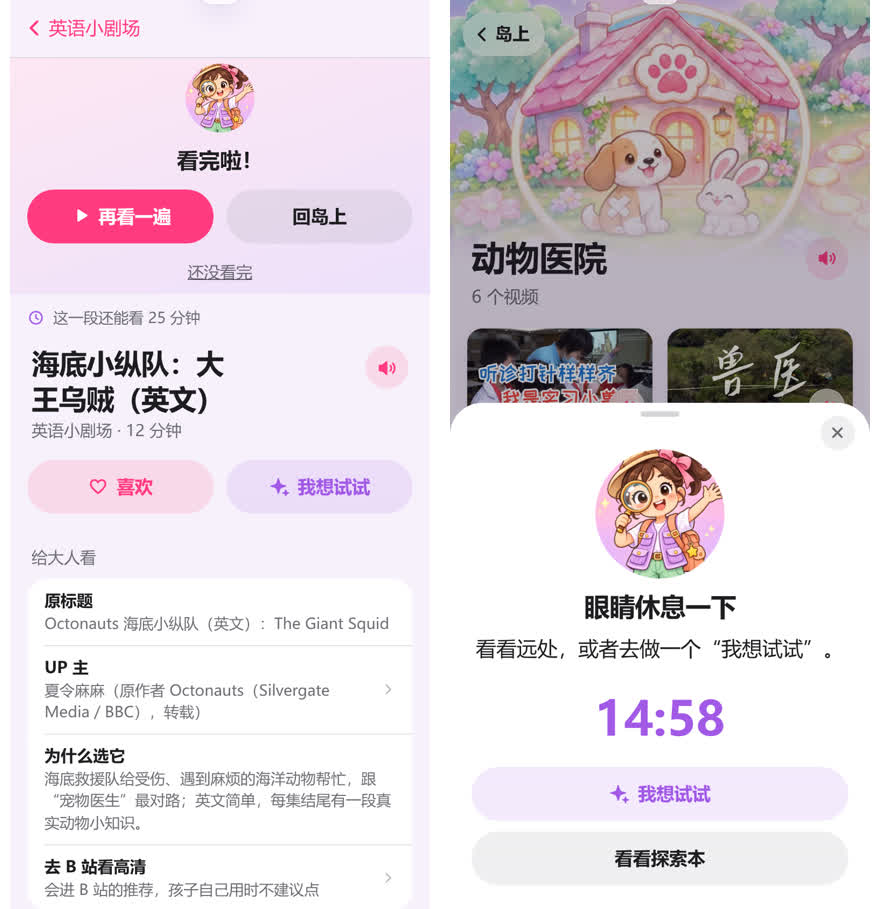 英语小剧场
看完啦！
再看一遍
回岛上
还没看完
这一段还能看 25 分钟
海底小纵队：大
王乌贼（英文）
英语小剧场 · 12 分钟
喜欢
我想试试
给大人看
原标题
Octonauts 海底小纵队（英文）：The Giant Squid
UP 主
夏令麻麻（原作者 Octonauts（Silvergate
Media / BBC），转载）
为什么选它
海底救援队给受伤、遇到麻烦的海洋动物帮忙，跟
“宠物医生”最对路；英文简单，每集结尾有一段真
实动物小知识。
去 B 站看高清
会进 B 站的推荐，孩子自己用时不建议点
岛上
动物医院
6 个视频
听诊打针样样齐
我是实习小
兽医
眼睛休息一下
看看远处，或者去做一个“我想试试”。
14:58
我想试试
看看探索本